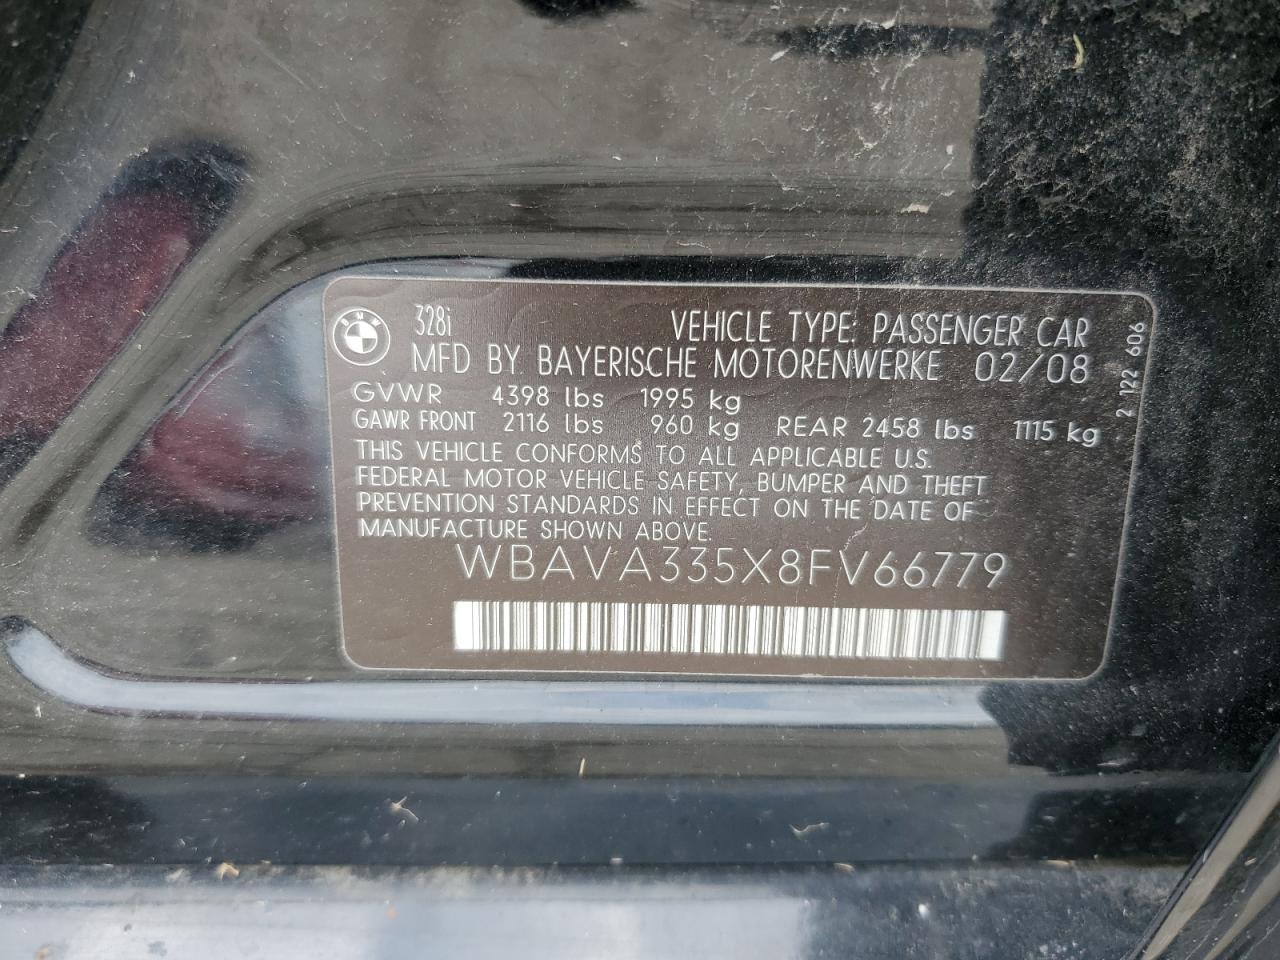 BMW
328i VEHICLE TYPE: PASSENGER CAR
MFD BY: BAYERISCHE MOTORENWERKE 02/08
GVWR 4398 lbs 1995 kg
GAWR FRONT 2116 lbs 960 kg REAR 2458 lbs 1115 kg
THIS VEHICLE CONFORMS TO ALL APPLICABLE U.S.
FEDERAL MOTOR VEHICLE SAFETY, BUMPER AND THEFT
PREVENTION STANDARDS IN EFFECT ON THE DATE OF
MANUFACTURE SHOWN ABOVE.
WBAVA335X8FV66779
2 122 606